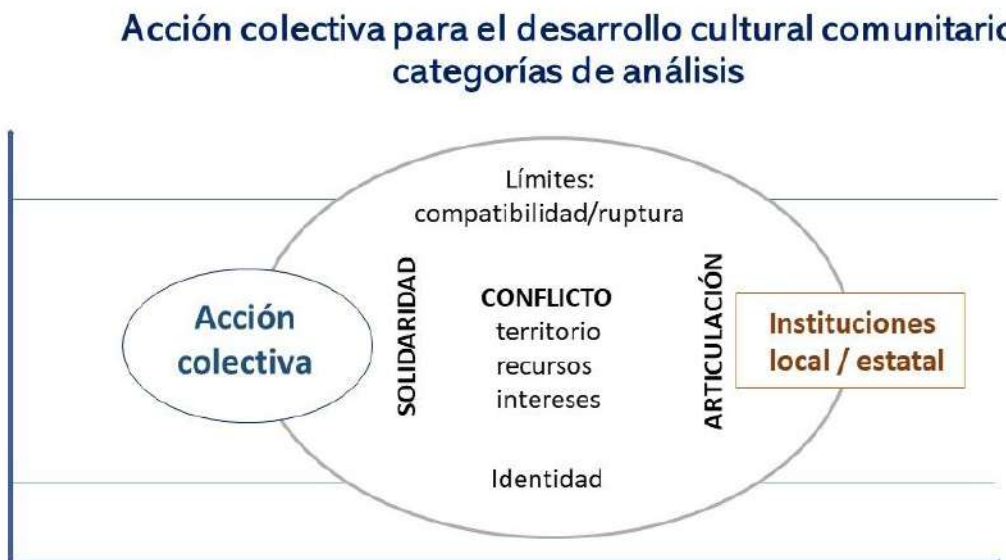 Acción colectiva para el desarrollo cultural comunitario
categorías de análisis
Límites:
compatibilidad/ruptura
Acción
colectiva
SOLIDARIDAD
CONFLICTO
territorio
recursos
intereses
ARTICULACIÓN
Instituciones
local / estatal
Identidad